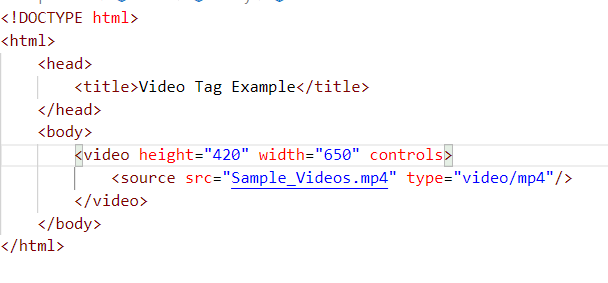 <!DOCTYPE html>
<html>
<head>
<title>Video Tag Example</title>
</head>
<body>
<video height="420" width="650" controls>
<source src="Sample_Videos.mp4" type="video/mp4"/>
</video>
</body>
</html>